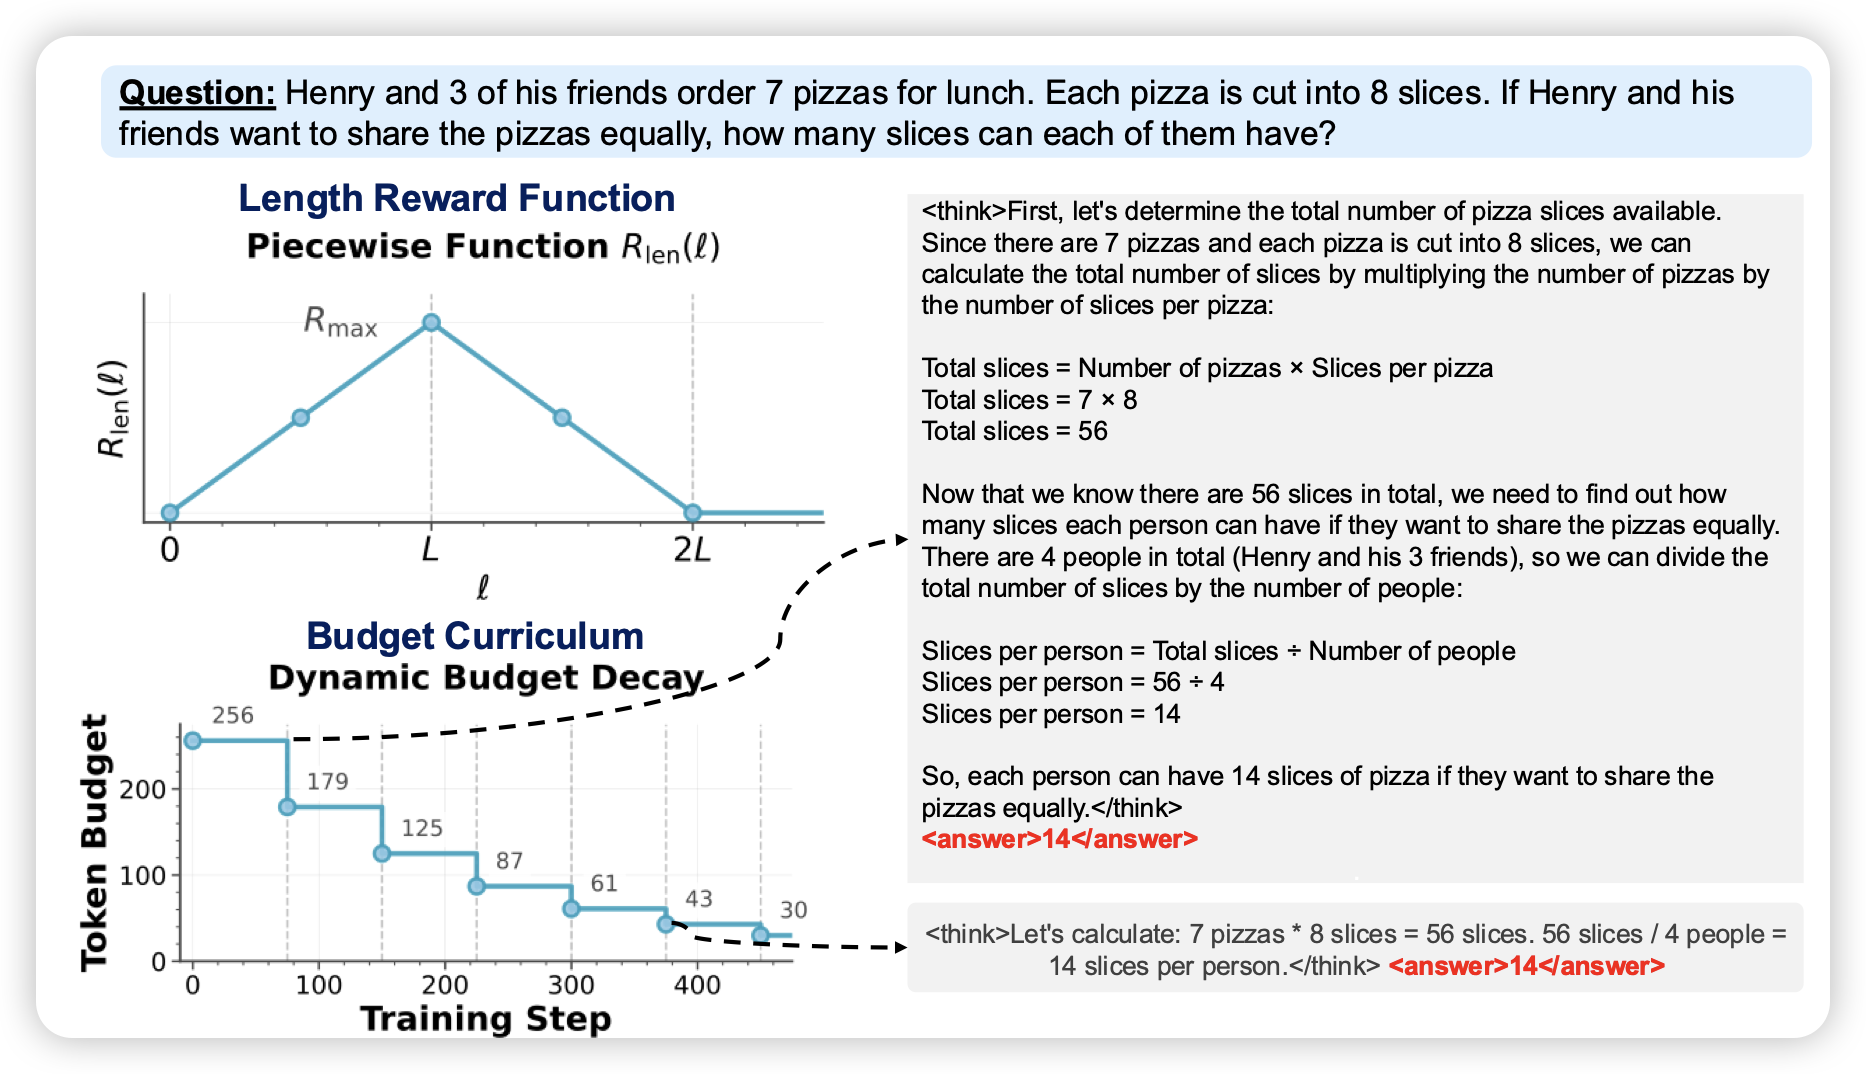 Question: Henry and 3 of his friends order 7 pizzas for lunch. Each pizza is cut into 8 slices. If Henry and his
friends want to share the pizzas equally, how many slices can each of them have?
Length Reward Function
Piecewise Function R_len(ℓ)
R_max
R_len(ℓ)
0
L
2L
ℓ
Budget Curriculum
Dynamic Budget Decay
256
179
125
87
61
43
30
Token Budget
200
100
0
0
100
200
300
400
Training Step
<think>First, let's determine the total number of pizza slices available.
Since there are 7 pizzas and each pizza is cut into 8 slices, we can
calculate the total number of slices by multiplying the number of pizzas by
the number of slices per pizza:
Total slices = Number of pizzas × Slices per pizza
Total slices = 7 × 8
Total slices = 56
Now that we know there are 56 slices in total, we need to find out how
many slices each person can have if they want to share the pizzas equally.
There are 4 people in total (Henry and his 3 friends), so we can divide the
total number of slices by the number of people:
Slices per person = Total slices ÷ Number of people
Slices per person = 56 ÷ 4
Slices per person = 14
So, each person can have 14 slices of pizza if they want to share the
pizzas equally.</think>
<answer>14</answer>
<think>Let's calculate: 7 pizzas * 8 slices = 56 slices. 56 slices / 4 people =
14 slices per person.</think> <answer>14</answer>